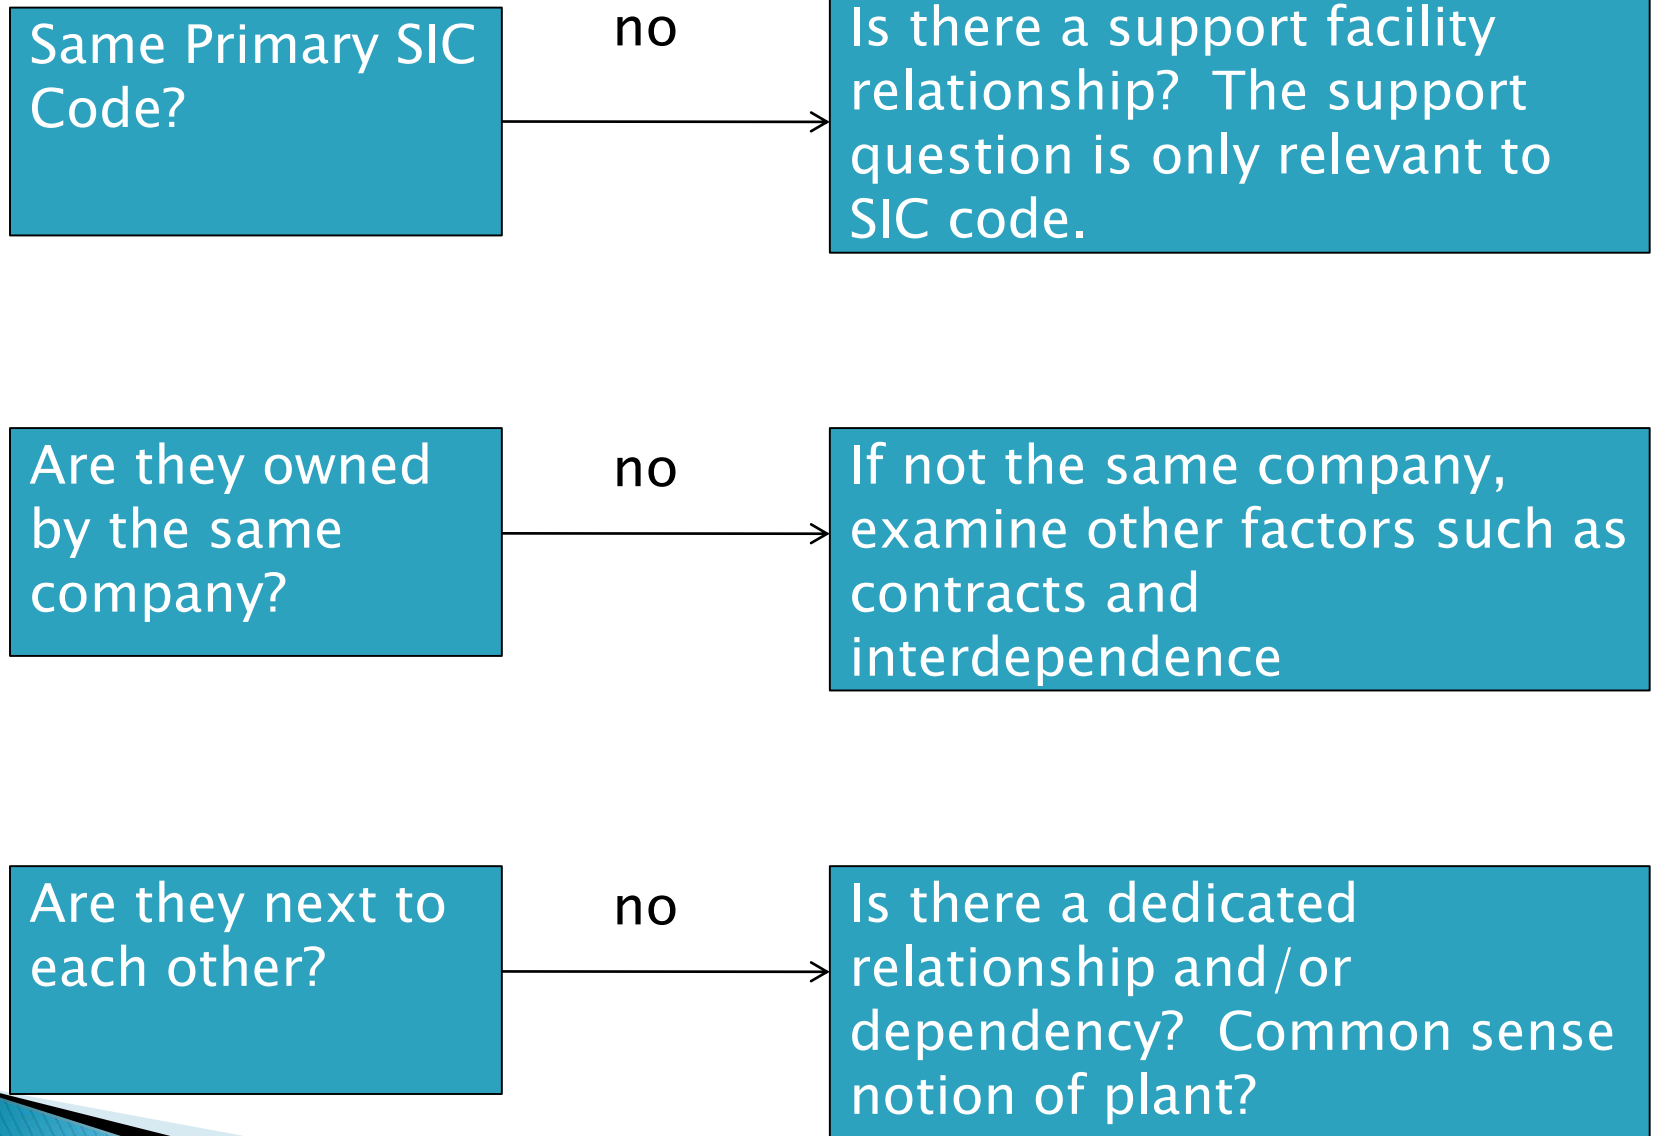 Same Primary SIC
Code?
no
Is there a support facility
relationship?  The support
question is only relevant to
SIC code.
Are they owned
by the same
company?
no
If not the same company,
examine other factors such as
contracts and
interdependence
Are they next to
each other?
no
Is there a dedicated
relationship and/or
dependency?  Common sense
notion of plant?